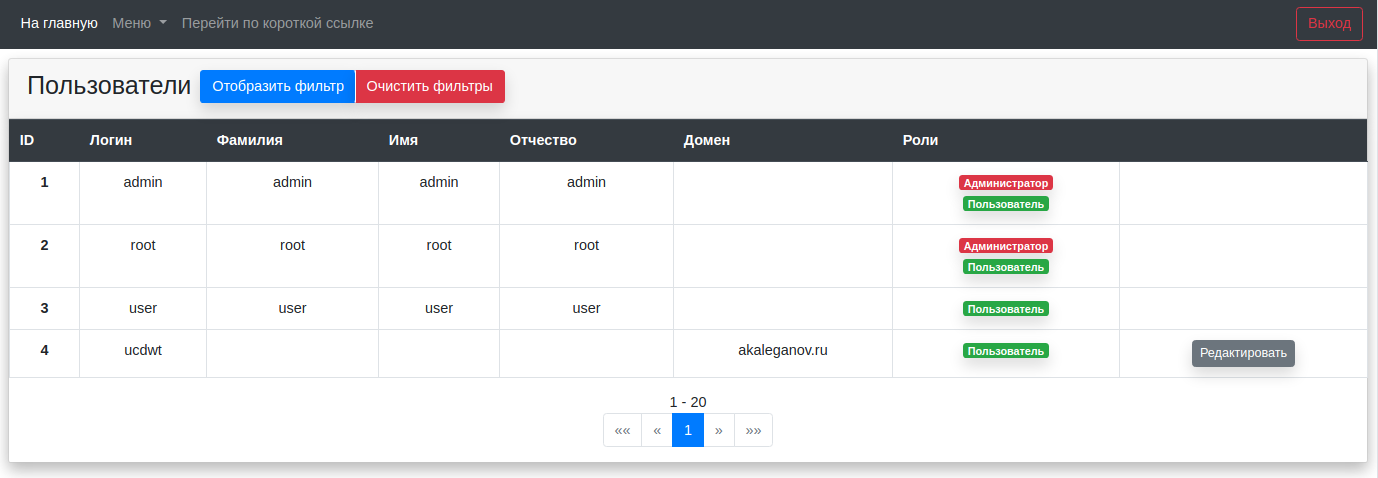 На главную Меню Перейти по короткой ссылке Выход
Пользователи Отобразить фильтр Очистить фильтры
ID Логин Фамилия Имя Отчество Домен Роли
1 admin admin admin admin Администратор
Пользователь
2 root root root root Администратор
Пользователь
3 user user user user Пользователь
4 ucdwt akaleganov.ru Пользователь Редактировать
1 - 20
«« « 1 » »»